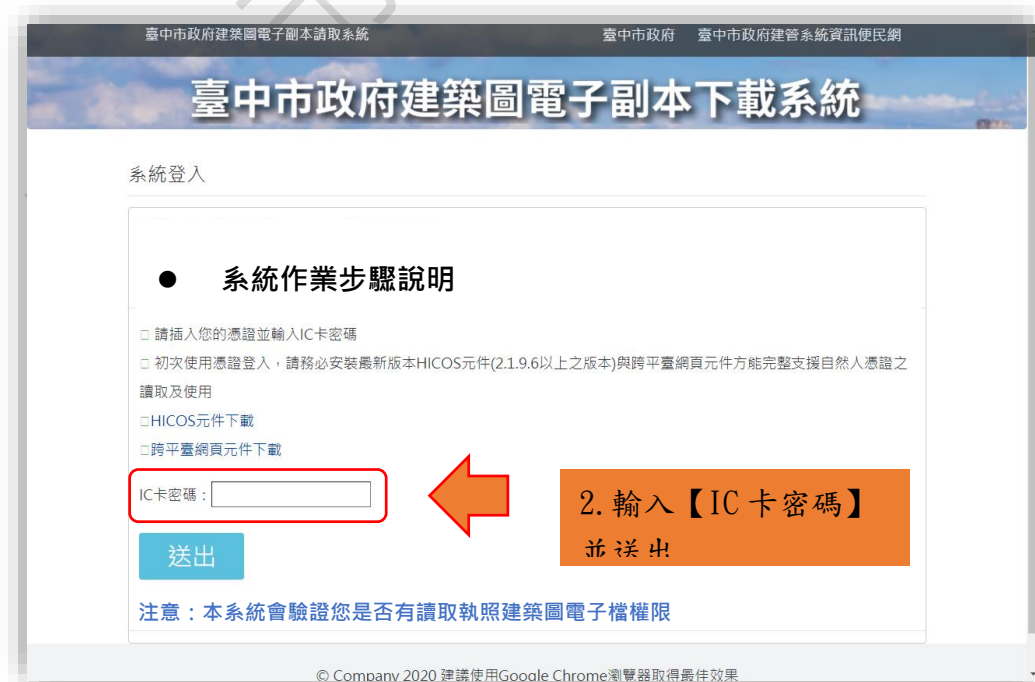 市
臺中市政府建築圖電子副本請取系統 臺中市政府 臺中市政府建管系統資訊便民網
臺中市政府建築圖電子副本下載系統
系統登入
● 系統作業步驟說明
□ 請插入您的憑證並輸入IC卡密碼
□ 初次使用憑證登入，請務必安裝最新版本HICOS元件(2.1.9.6以上之版本)與跨平臺網頁元件方能完整支援自然人憑證之
讀取及使用
□HICOS元件下載
□跨平臺網頁元件下載
IC卡密碼：
2.輸入【IC卡密碼】
並送出
送出
注意：本系統會驗證您是否有讀取執照建築圖電子檔權限
© Company 2020 建議使用Google Chrome瀏覽器取得最佳效果